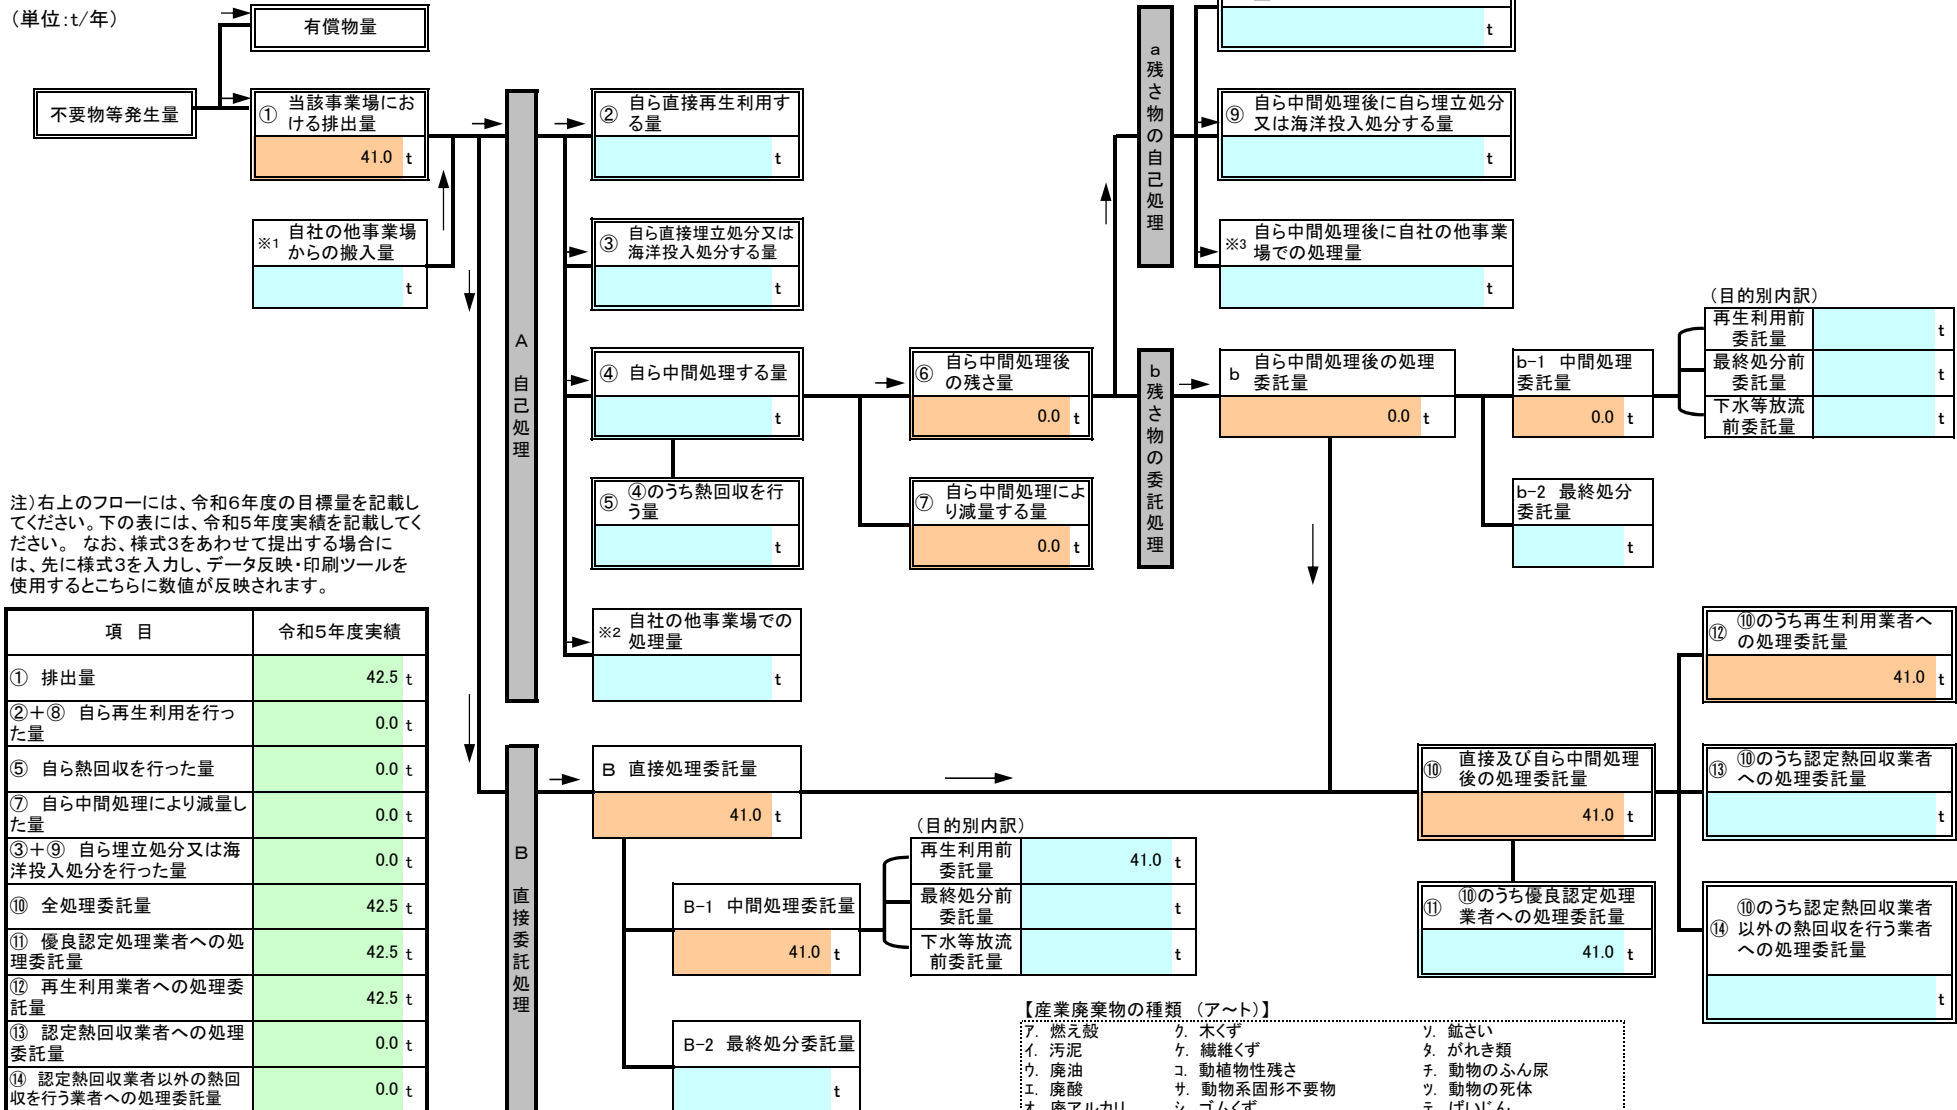 （単位：t/年）
有償物量
t
不要物等発生量
① 当該事業場にお
ける排出量
41.0 t
※1 自社の他事業場
からの搬入量
t
A 自己処理
② 自ら直接再生利用す
る量
t
③ 自ら直接埋立処分又は
海洋投入処分する量
t
④ 自ら中間処理する量
t
⑤ ④のうち熱回収を行
う量
t
※2 自社の他事業場での
処理量
t
⑥ 自ら中間処理後
の残さ量
0.0 t
⑦ 自ら中間処理によ
り減量する量
0.0 t
a 残さ物の自己処理
⑨ 自ら中間処理後に自ら埋立処分
又は海洋投入処分する量
t
※3 自ら中間処理後に自社の他事業
場での処理量
t
b 残さ物の委託処理
b 自ら中間処理後の処理
委託量
0.0 t
b-1 中間処理
委託量
0.0 t
b-2 最終処分
委託量
t
（目的別内訳）
再生利用前
委託量
t
最終処分前
委託量
t
下水等放流
前委託量
t
注）右上のフローには、令和6年度の目標量を記載し
てください。下の表には、令和5年度実績を記載してく
ださい。 なお、様式3をあわせて提出する場合に
は、先に様式3を入力し、データ反映・印刷ツールを
使用するとこちらに数値が反映されます。
項 目 令和5年度実績
① 排出量 42.5 t
②＋⑧ 自ら再生利用を行っ
た量 0.0 t
⑤ 自ら熱回収を行った量 0.0 t
⑦ 自ら中間処理により減量し
た量 0.0 t
③＋⑨ 自ら埋立処分又は海
洋投入処分を行った量 0.0 t
⑩ 全処理委託量 42.5 t
⑪ 優良認定処理業者への処
理委託量 42.5 t
⑫ 再生利用業者への処理委
託量 42.5 t
⑬ 認定熱回収業者への処理
委託量 0.0 t
⑭ 認定熱回収業者以外の熱回
収を行う業者への処理委託量 0.0 t
B 直接委託処理
B 直接処理委託量
41.0 t
B-1 中間処理委託量
41.0 t
B-2 最終処分委託量
t
（目的別内訳）
再生利用前
委託量
41.0 t
最終処分前
委託量
t
下水等放流
前委託量
t
⑩ 直接及び自ら中間処理
後の処理委託量
41.0 t
⑪ ⑩のうち優良認定処理
業者への処理委託量
41.0 t
⑫ ⑩のうち再生利用業者へ
の処理委託量
41.0 t
⑬ ⑩のうち認定熱回収業者
への処理委託量
t
⑭ ⑩のうち認定熱回収業者
以外の熱回収を行う業者
への処理委託量
t
【産業廃棄物の種類 （ア～ト）】
ア. 燃え殻 ク. 木くず ソ. 鉱さい
イ. 汚泥 ケ. 繊維くず タ. がれき類
ウ. 廃油 コ. 動植物性残さ チ. 動物のふん尿
エ. 廃酸 サ. 動物系固形不要物 ツ. 動物の死体
オ. 廃アルカリ シ. ゴムくず テ. ばいじん